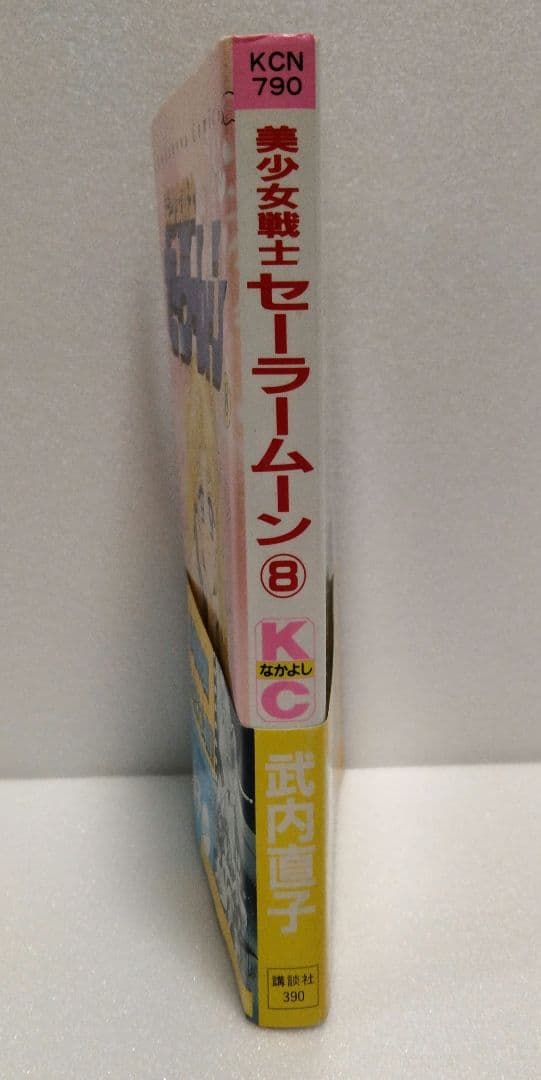 KCN
790
美少女戦士
セーラームーン
⑧
K
なかよし
C
武内直子
講談社
390